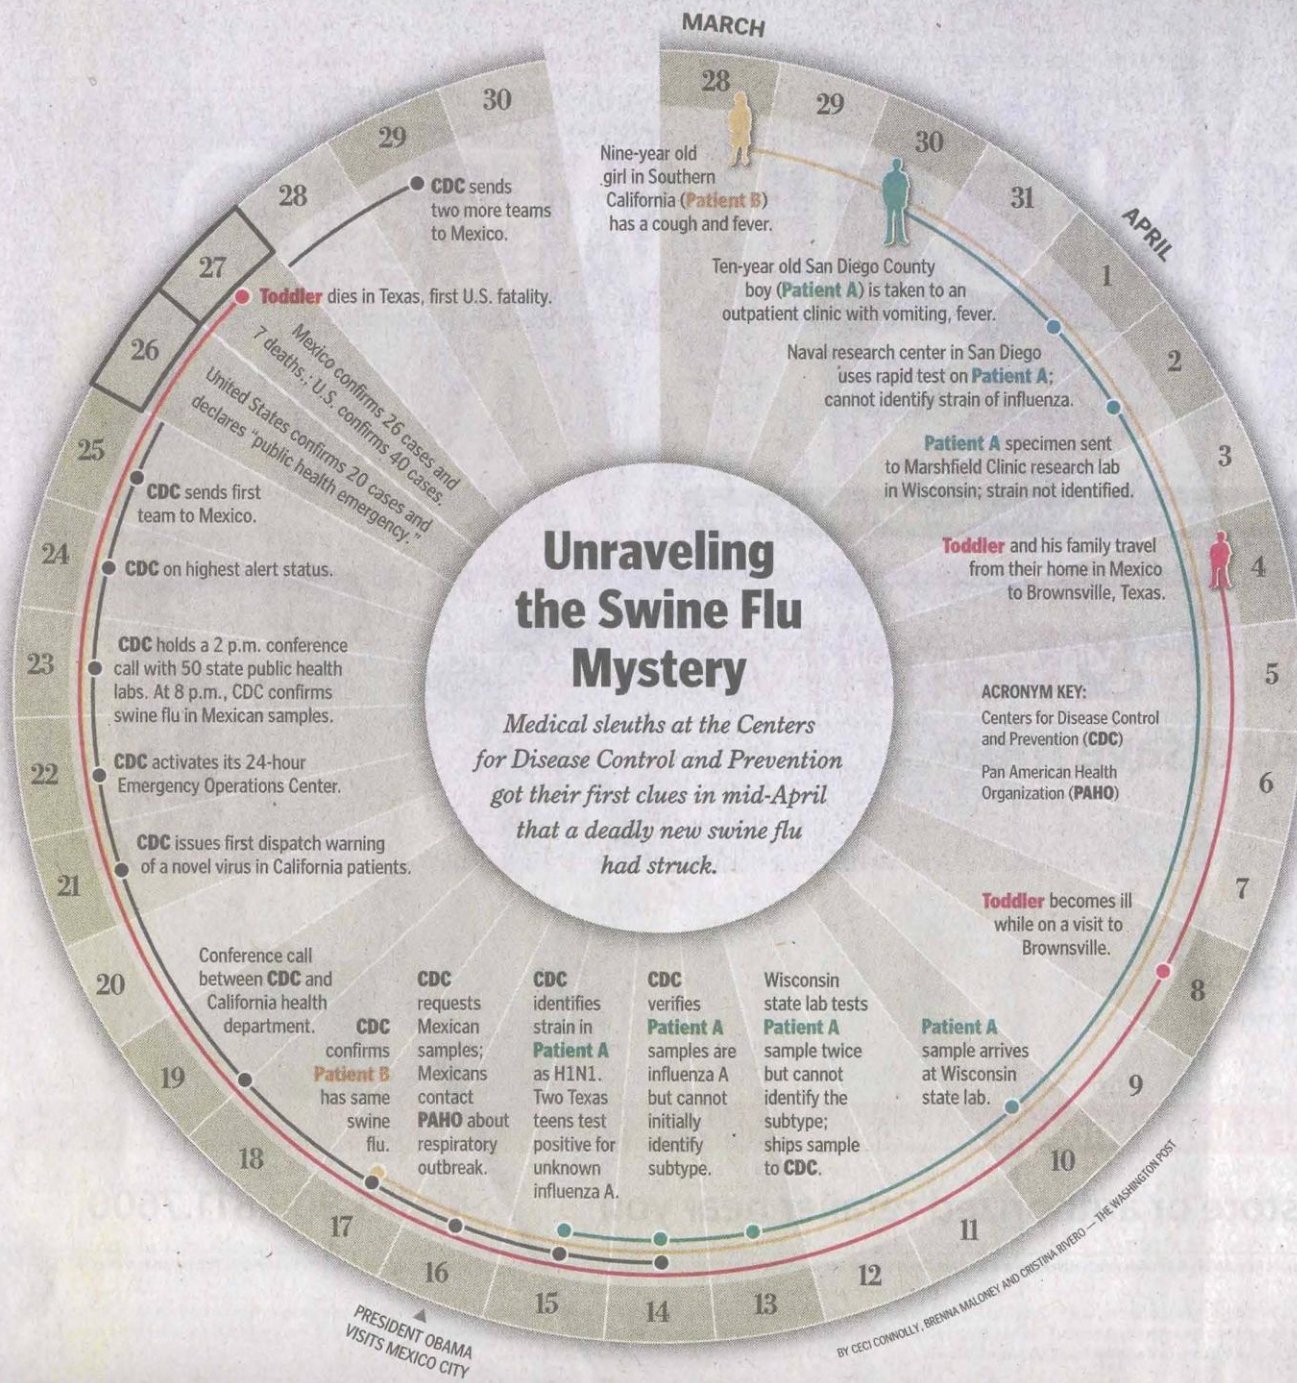 MARCH
28
29
30
31
APRIL
1
2
3
4
5
6
7
8
9
10
11
12
13
14
15
16
17
18
19
20
21
22
23
24
25
26
27
28
29
30
Nine-year old
girl in Southern
California (Patient B)
has a cough and fever.
Ten-year old San Diego County
boy (Patient A) is taken to an
outpatient clinic with vomiting, fever.
Naval research center in San Diego
uses rapid test on Patient A;
cannot identify strain of influenza.
Patient A specimen sent
to Marshfield Clinic research lab
in Wisconsin; strain not identified.
Toddler and his family travel
from their home in Mexico
to Brownsville, Texas.
ACRONYM KEY:
Centers for Disease Control
and Prevention (CDC)
Pan American Health
Organization (PAHO)
Toddler becomes ill
while on a visit to
Brownsville.
Patient A
sample arrives
at Wisconsin
state lab.
Wisconsin
state lab tests
Patient A
sample twice
but cannot
identify the
subtype;
ships sample
to CDC.
CDC
verifies
Patient A
samples are
influenza A
but cannot
initially
identify
subtype.
CDC
identifies
strain in
Patient A
as H1N1.
Two Texas
teens test
positive for
unknown
influenza A.
CDC
requests
Mexican
samples;
Mexicans
contact
PAHO about
respiratory
outbreak.
PRESIDENT OBAMA
VISITS MEXICO CITY
CDC
confirms
Patient B
has same
swine
flu.
Conference call
between CDC and
California health
department.
CDC issues first dispatch warning
of a novel virus in California patients.
CDC activates its 24-hour
Emergency Operations Center.
CDC holds a 2 p.m. conference
call with 50 state public health
labs. At 8 p.m., CDC confirms
swine flu in Mexican samples.
CDC on highest alert status.
CDC sends first
team to Mexico.
United States confirms 20 cases and
declares "public health emergency."
Mexico confirms 26 cases and
7 deaths,; U.S. confirms 40 cases.
Toddler dies in Texas, first U.S. fatality.
CDC sends
two more teams
to Mexico.
Unraveling
the Swine Flu
Mystery
Medical sleuths at the Centers
for Disease Control and Prevention
got their first clues in mid-April
that a deadly new swine flu
had struck.
BY CECI CONNOLLY, BRENNA MALONEY AND CRISTINA RIVERO — THE WASHINGTON POST